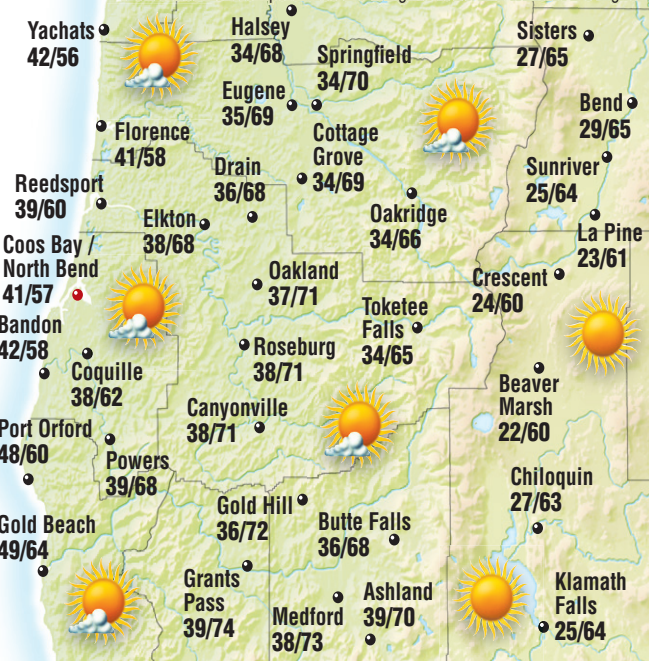 Yachats
42/56
Halsey
34/68
Springfield
34/70
Sisters
27/65
Eugene
35/69
Bend
29/65
Florence
41/58
Cottage
Grove
34/69
Drain
36/68
Sunriver
25/64
Reedsport
39/60
Elkton
38/68
Oakridge
34/66
La Pine
23/61
Coos Bay /
North Bend
41/57
Oakland
37/71
Crescent
24/60
Toketee
Falls
34/65
Bandon
42/58
Coquille
38/62
Roseburg
38/71
Beaver
Marsh
22/60
Canyonville
38/71
Port Orford
48/60
Powers
39/68
Chiloquin
27/63
Gold Hill
36/72
Butte Falls
36/68
Gold Beach
49/64
Grants
Pass
39/74
Medford
38/73
Ashland
39/70
Klamath
Falls
25/64